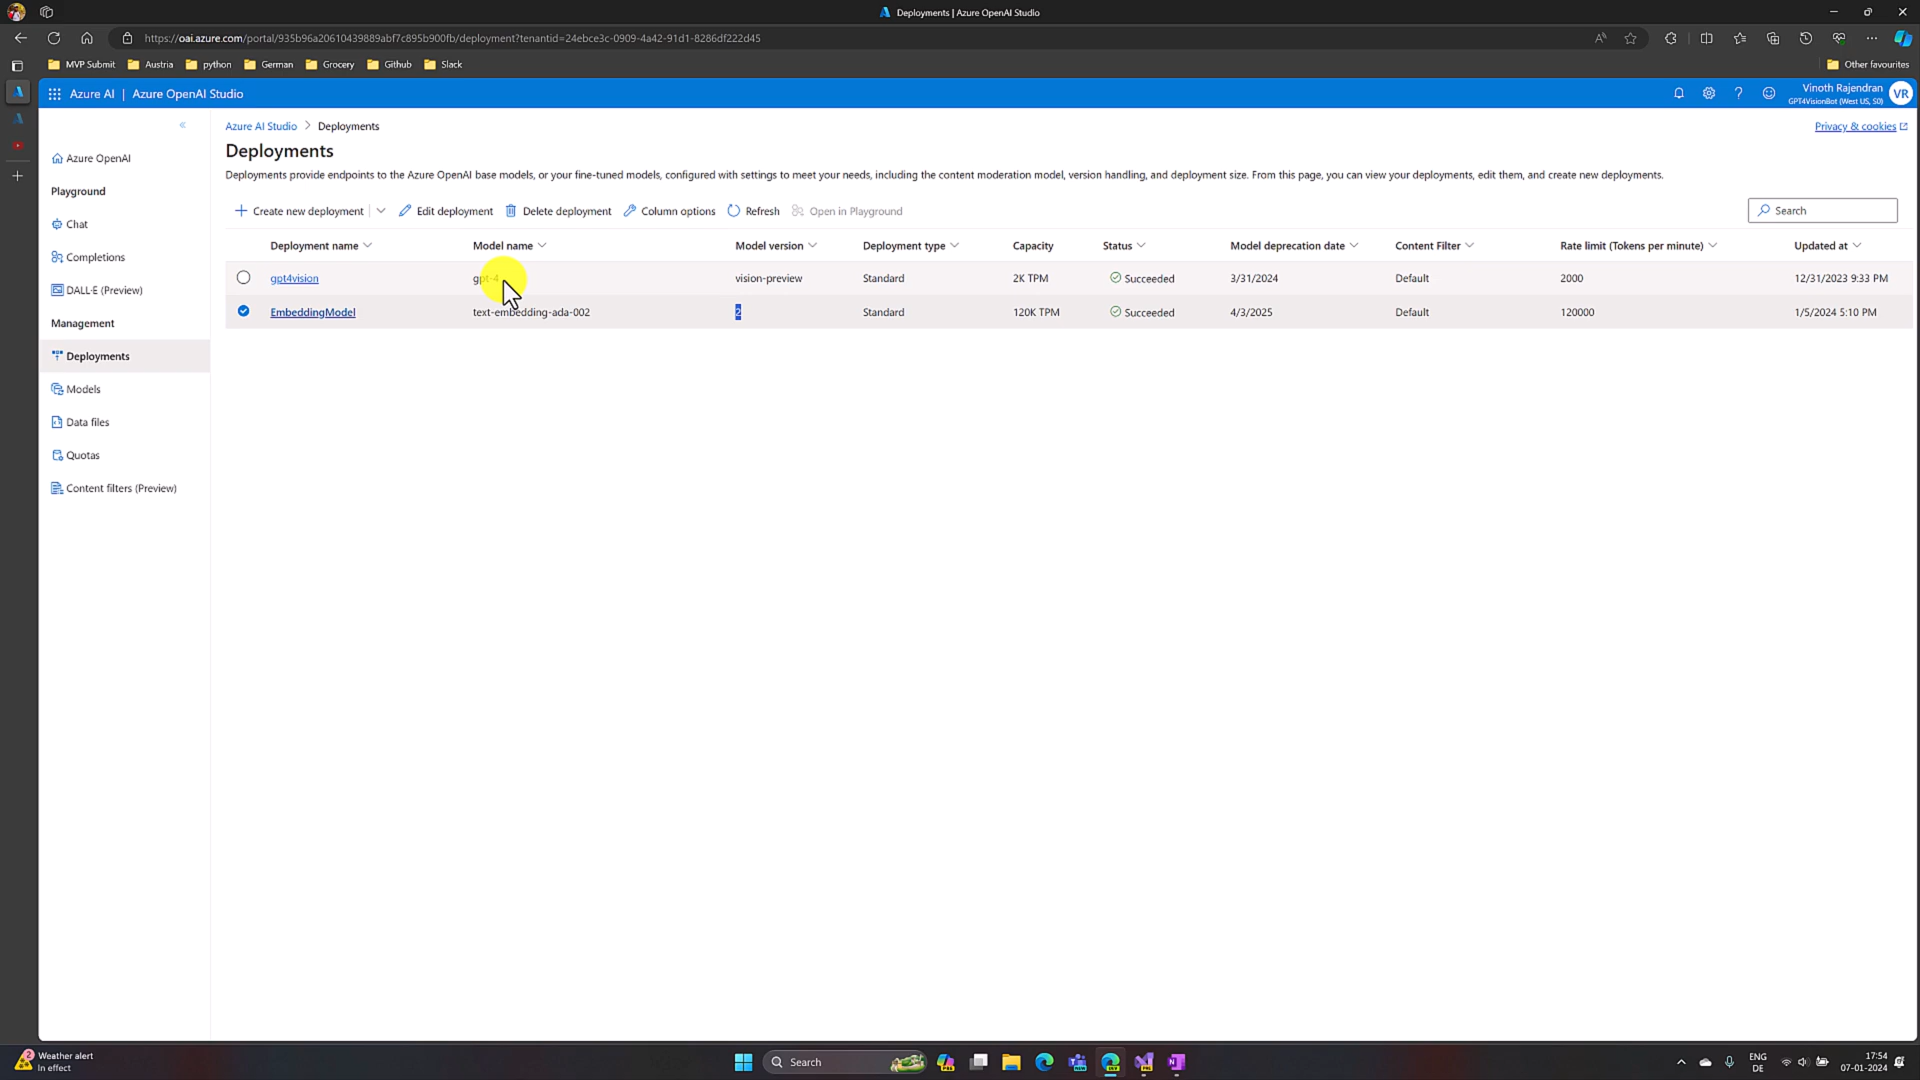 Deployments | Azure OpenAI Studio
https://oai.azure.com/portal/935b96a20610439889abf7c895b900fb/deployment?tenantid=24ebce3c-0909-4a42-91d1-8286df222d45
MVP Submit Austria python German Grocery Github Slack Other favourites
Azure AI | Azure OpenAI Studio
Vinoth Rajendran
GPT4VisionBot (West US, S0)
VR
Azure AI Studio > Deployments
Privacy & cookies
Deployments
Deployments provide endpoints to the Azure OpenAI base models, or your fine-tuned models, configured with settings to meet your needs, including the content moderation model, version handling, and deployment size. From this page, you can view your deployments, edit them, and create new deployments.
Create new deployment Edit deployment Delete deployment Column options Refresh Open in Playground Search
Deployment name Model name Model version Deployment type Capacity Status Model deprecation date Content Filter Rate limit (Tokens per minute) Updated at
gpt4vision gpt-4 vision-preview Standard 2K TPM Succeeded 3/31/2024 Default 2000 12/31/2023 9:33 PM
EmbeddingModel text-embedding-ada-002 2 Standard 120K TPM Succeeded 4/3/2025 Default 120000 1/5/2024 5:10 PM
Azure OpenAI
Playground
Chat
Completions
DALL·E (Preview)
Management
Deployments
Models
Data files
Quotas
Content filters (Preview)
2
Weather alert
In effect
Search
ENG
DE
17:54
07-01-2024